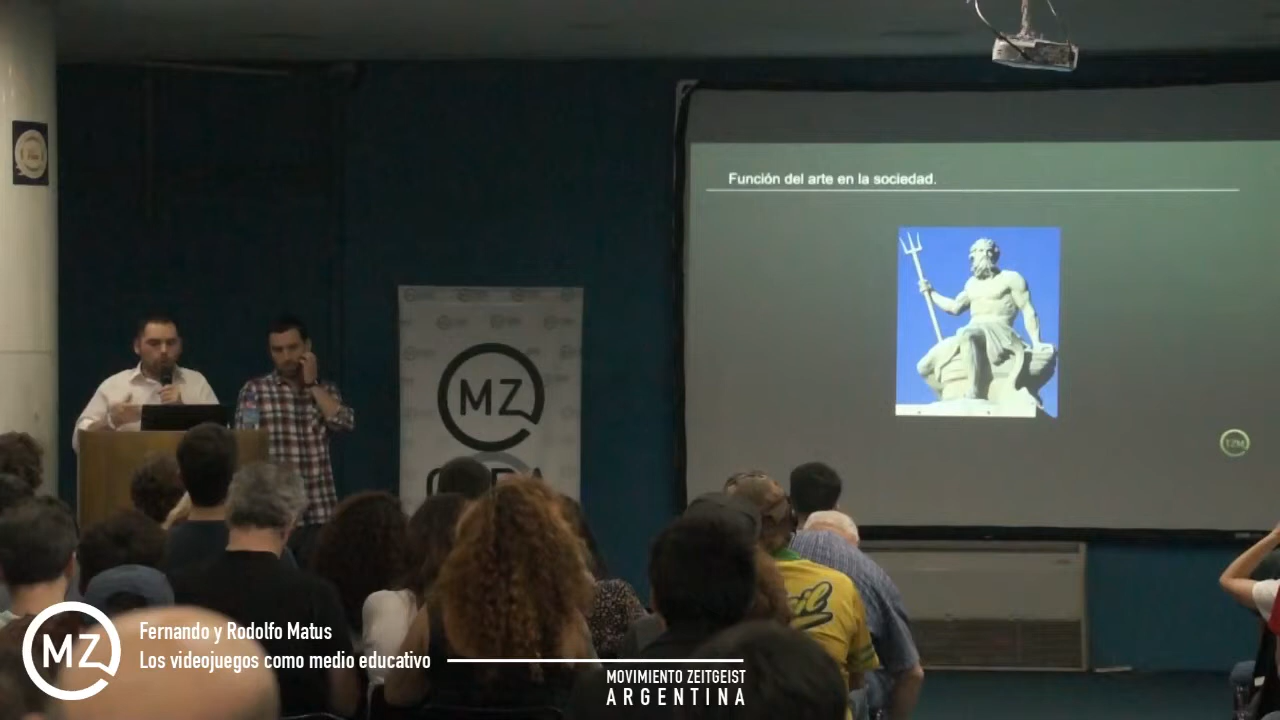 Función del arte en la sociedad.
MZ
TZM
MZ
Fernando y Rodolfo Matus
Los videojuegos como medio educativo
MOVIMIENTO ZEITGEIST
ARGENTINA